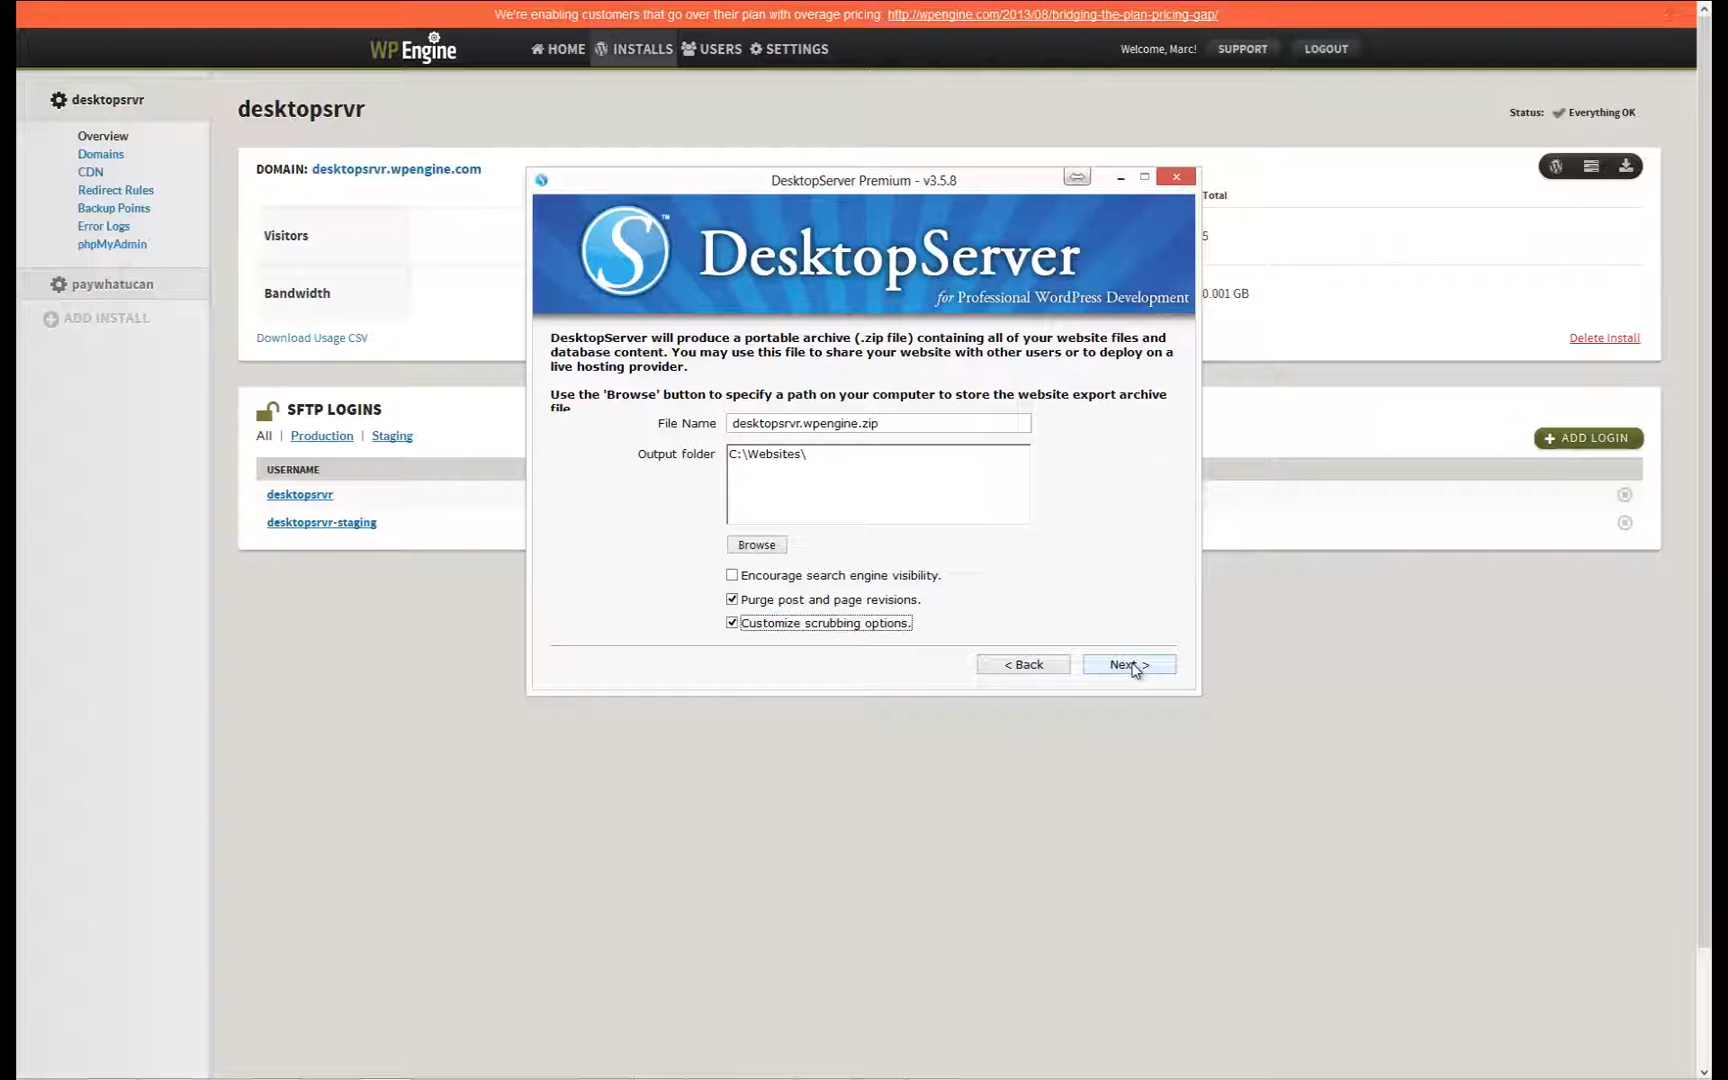 We're enabling customers that go over their plan with overage pricing: http://wpengine.com/2013/08/bridging-the-plan-pricing-gap/
WPEngine HOME INSTALLS USERS SETTINGS Welcome, Marc! SUPPORT LOGOUT
desktopsrvr
Overview
Domains
CDN
Redirect Rules
Backup Points
Error Logs
phpMyAdmin
paywhatucan
ADD INSTALL
desktopsrvr
Status: Everything OK
DOMAIN: desktopsrvr.wpengine.com
Total
Visitors
5
Bandwidth
0.001 GB
Download Usage CSV
Delete Install
SFTP LOGINS
All | Production | Staging
ADD LOGIN
USERNAME
desktopsrvr
desktopsrvr-staging
DesktopServer Premium - v3.5.8
S TM DesktopServer
for Professional WordPress Development
DesktopServer will produce a portable archive (.zip file) containing all of your website files and
database content. You may use this file to share your website with other users or to deploy on a
live hosting provider.
Use the 'Browse' button to specify a path on your computer to store the website export archive
file
File Name desktopsrvr.wpengine.zip
Output folder C:\Websites\
Browse
Encourage search engine visibility.
Purge post and page revisions.
Customize scrubbing options.
< Back Next >